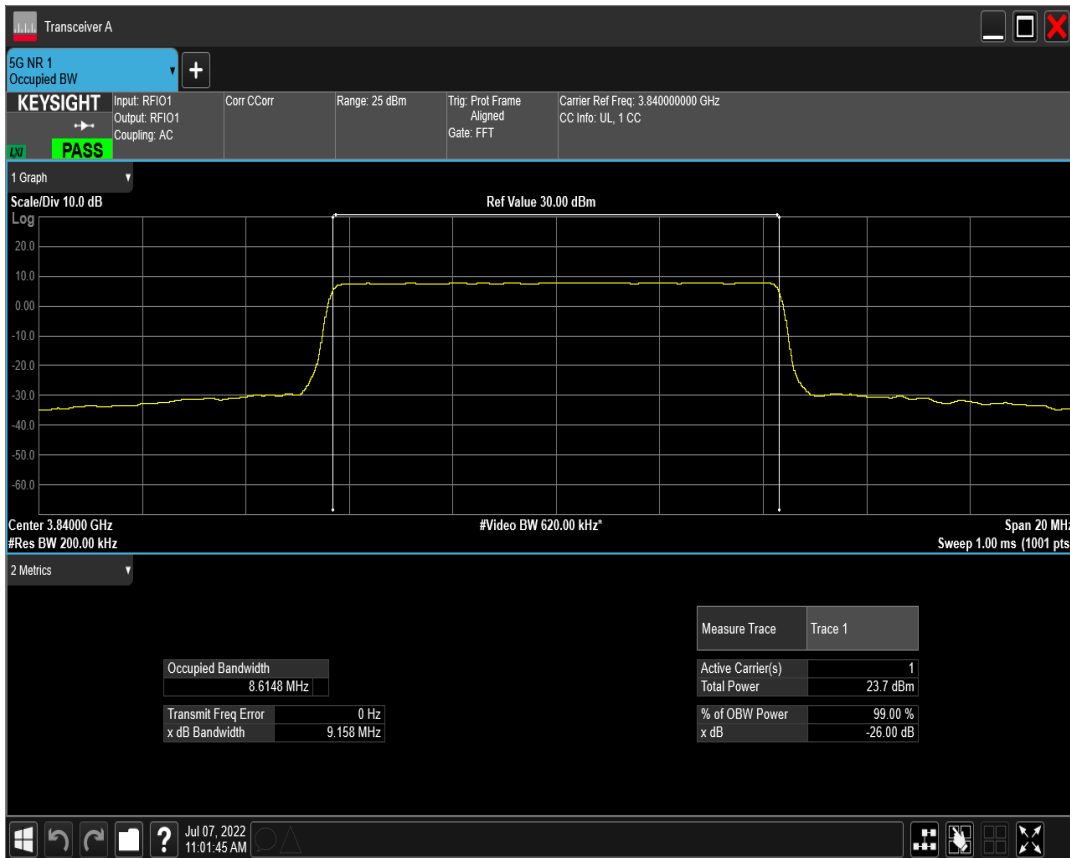 Transceiver A
5G NR 1
Occupied BW
+
KEYSIGHT
LXI
PASS
Input: RFIO1
Output: RFIO1
Coupling: AC
Corr CCorr
Range: 25 dBm
Trig: Prot Frame
Aligned
Gate: FFT
Carrier Ref Freq: 3.840000000 GHz
CC Info: UL, 1 CC
1 Graph
Scale/Div 10.0 dB
Ref Value 30.00 dBm
Log
20.0
10.0
0.00
-10.0
-20.0
-30.0
-40.0
-50.0
-60.0
Center 3.84000 GHz
#Video BW 620.00 kHz*
Span 20 MHz
#Res BW 200.00 kHz
Sweep 1.00 ms (1001 pts
2 Metrics
Measure Trace Trace 1
Occupied Bandwidth
8.6148 MHz
Active Carrier(s) 1
Total Power 23.7 dBm
Transmit Freq Error 0 Hz
x dB Bandwidth 9.158 MHz
% of OBW Power 99.00 %
x dB -26.00 dB
?
Jul 07, 2022
11:01:45 AM